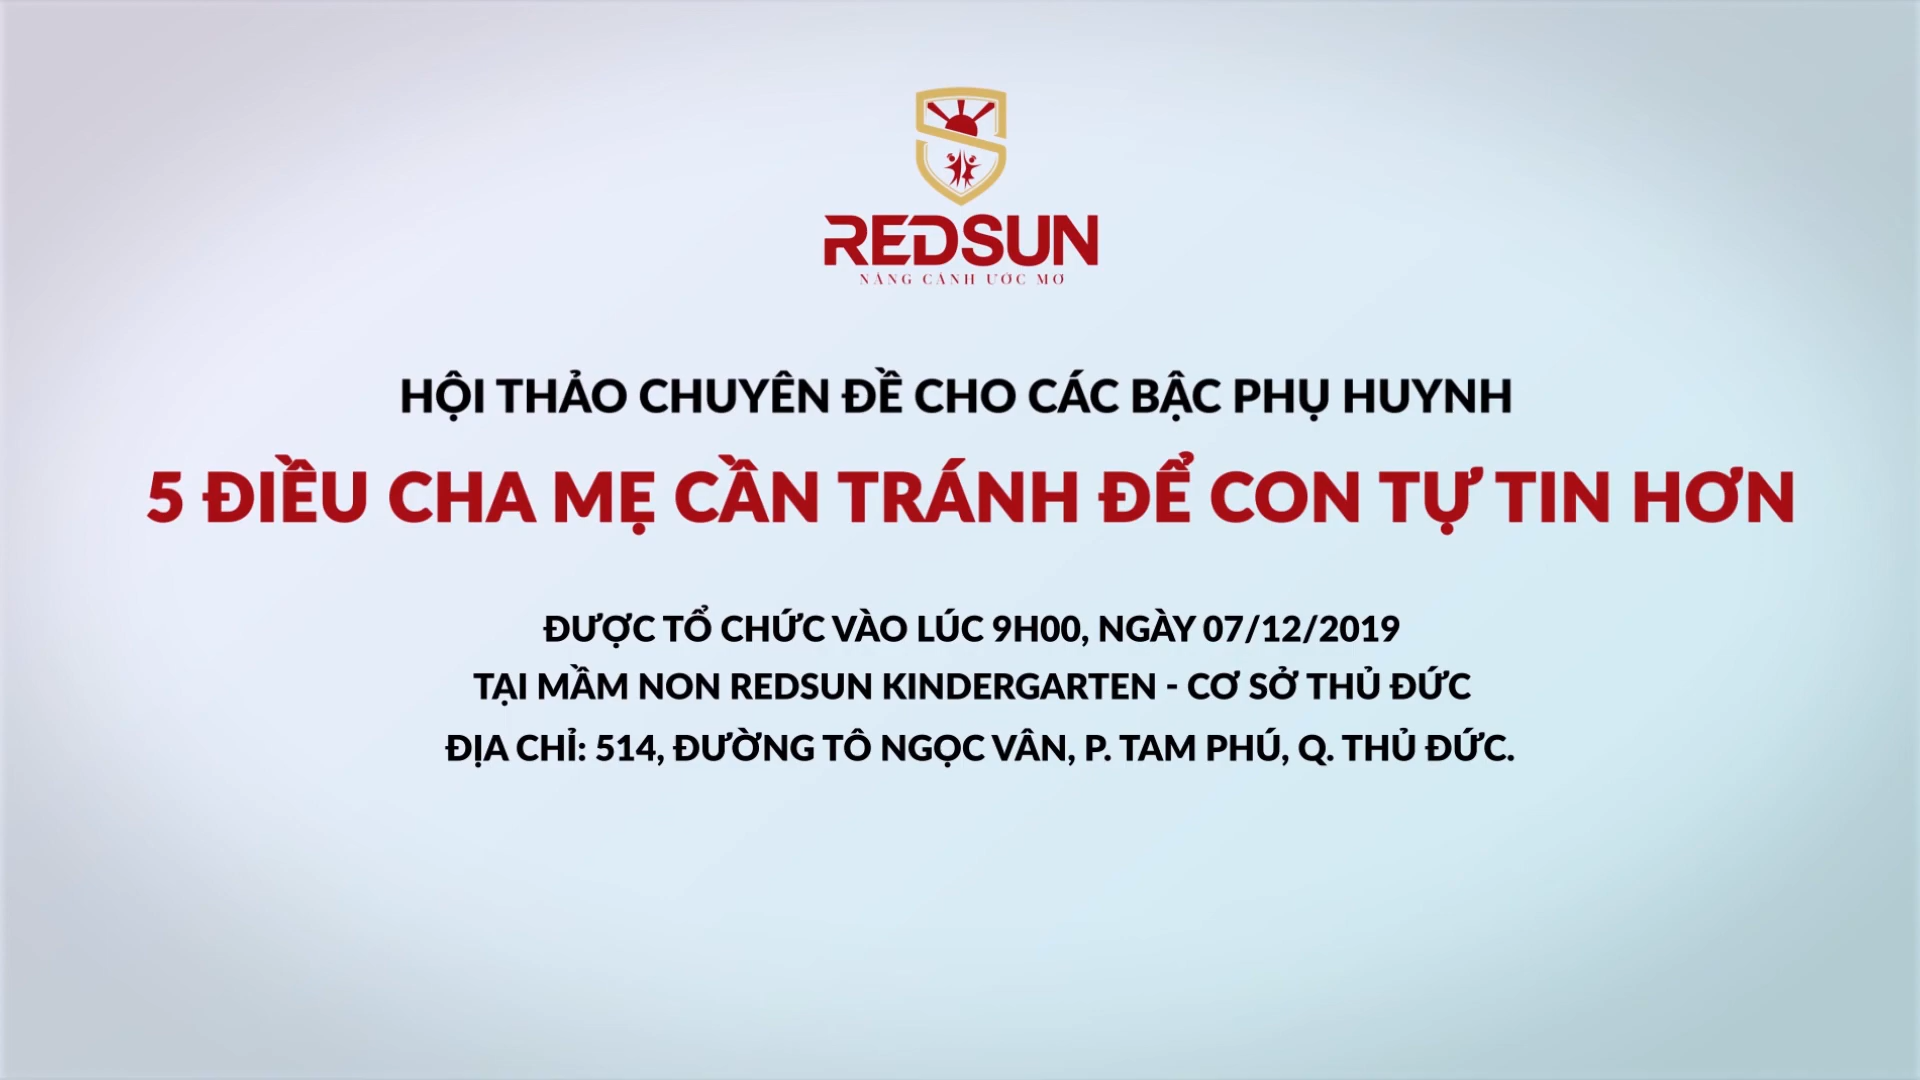 REDSUN
NÂNG CÁNH ƯỚC MƠ
HỘI THẢO CHUYÊN ĐỀ CHO CÁC BẬC PHỤ HUYNH
5 ĐIỀU CHA MẸ CẦN TRÁNH ĐỂ CON TỰ TIN HƠN
ĐƯỢC TỔ CHỨC VÀO LÚC 9H00, NGÀY 07/12/2019
TẠI MẦM NON REDSUN KINDERGARTEN - CƠ SỞ THỦ ĐỨC
ĐỊA CHỈ: 514, ĐƯỜNG TÔ NGỌC VÂN, P. TAM PHÚ, Q. THỦ ĐỨC.